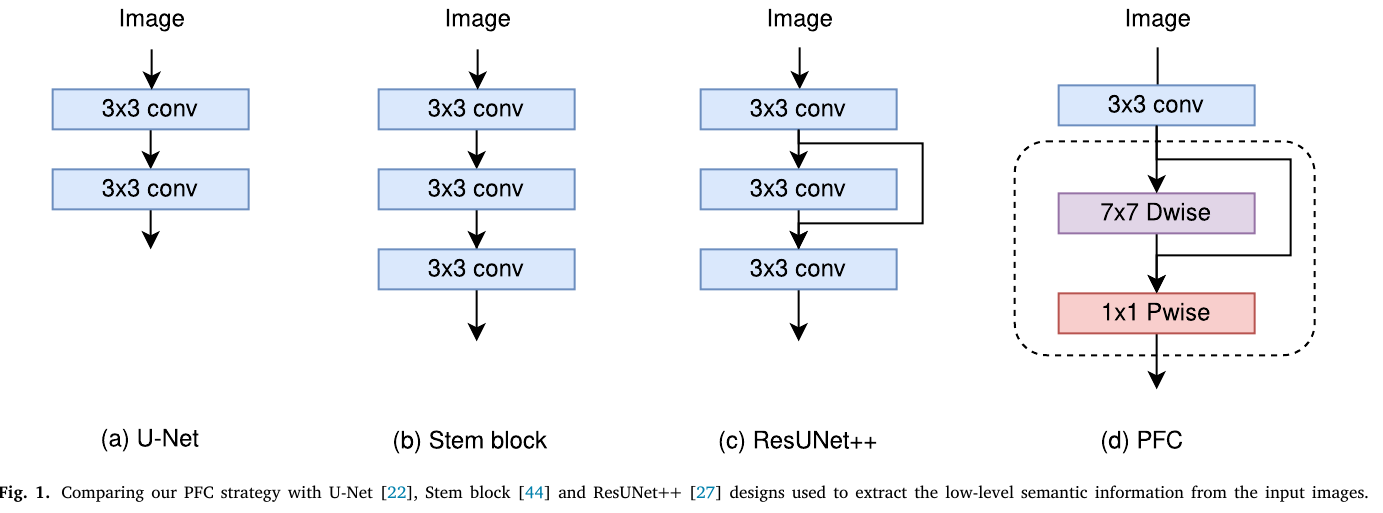 Image
Image
Image
Image
3x3 conv
3x3 conv
3x3 conv
3x3 conv
3x3 conv
3x3 conv
3x3 conv
7x7 Dwise
3x3 conv
3x3 conv
1x1 Pwise
(a) U-Net
(b) Stem block
(c) ResUNet++
(d) PFC
Fig. 1. Comparing our PFC strategy with U-Net [22], Stem block [44] and ResUNet++ [27] designs used to extract the low-level semantic information from the input images.